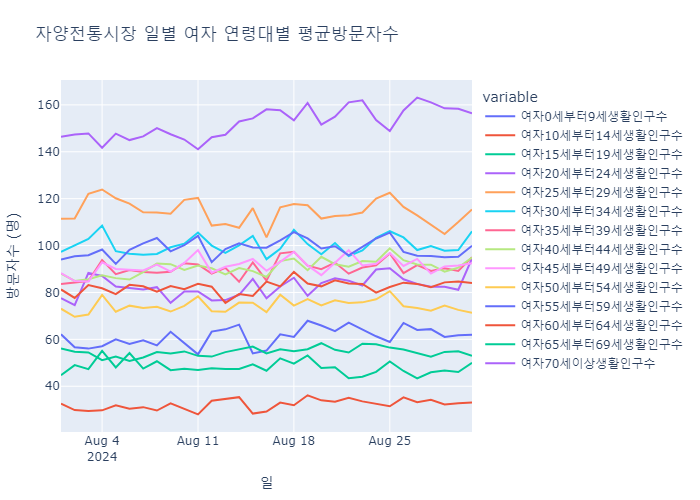 자양전통시장 일별 여자 연령대별 평균방문자수
방문자수 (명)
160
140
120
100
80
60
40
Aug 4
2024
Aug 11
Aug 18
Aug 25
일
variable
여자0세부터9세생활인구수
여자10세부터14세생활인구수
여자15세부터19세생활인구수
여자20세부터24세생활인구수
여자25세부터29세생활인구수
여자30세부터34세생활인구수
여자35세부터39세생활인구수
여자40세부터44세생활인구수
여자45세부터49세생활인구수
여자50세부터54세생활인구수
여자55세부터59세생활인구수
여자60세부터64세생활인구수
여자65세부터69세생활인구수
여자70세이상생활인구수